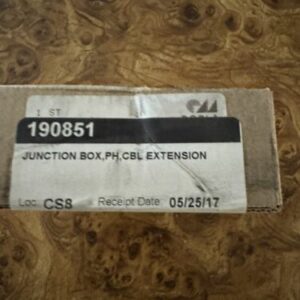 1 ST
190851
JUNCTION BOX,PH,CBL EXTENSION
Loc: CS8 Receipt Date: 05/25/17